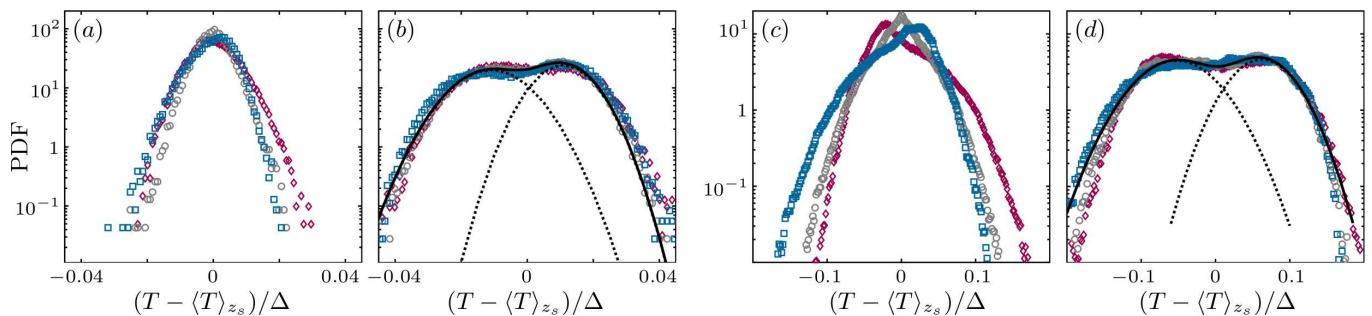 (a)
(b)
(c)
(d)
PDF
10²
10¹
1
10⁻¹
−0.04
0
0.04
−0.04
0
0.04
10¹
1
10⁻¹
−0.1
0
0.1
−0.1
0
0.1
(T − ⟨T⟩_{z_s})/Δ
(T − ⟨T⟩_{z_s})/Δ
(T − ⟨T⟩_{z_s})/Δ
(T − ⟨T⟩_{z_s})/Δ